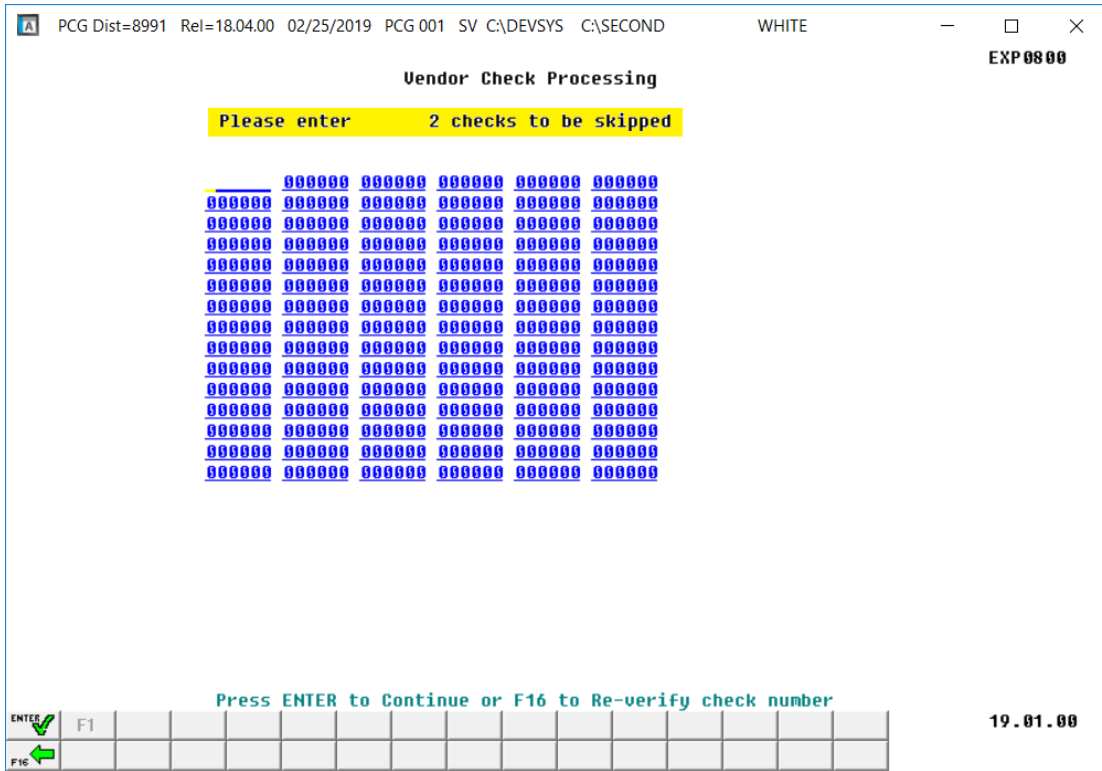 A PCG Dist=8991 Rel=18.04.00 02/25/2019 PCG 001 SV C:\DEVSYS C:\SECOND WHITE
EXP0800
Vendor Check Processing
Please enter 2 checks to be skipped
000000 000000 000000 000000 000000
000000 000000 000000 000000 000000 000000
000000 000000 000000 000000 000000 000000
000000 000000 000000 000000 000000 000000
000000 000000 000000 000000 000000 000000
000000 000000 000000 000000 000000 000000
000000 000000 000000 000000 000000 000000
000000 000000 000000 000000 000000 000000
000000 000000 000000 000000 000000 000000
000000 000000 000000 000000 000000 000000
000000 000000 000000 000000 000000 000000
000000 000000 000000 000000 000000 000000
000000 000000 000000 000000 000000 000000
000000 000000 000000 000000 000000 000000
000000 000000 000000 000000 000000 000000
Press ENTER to Continue or F16 to Re-verify check number
ENTER F1
19.01.00
F16